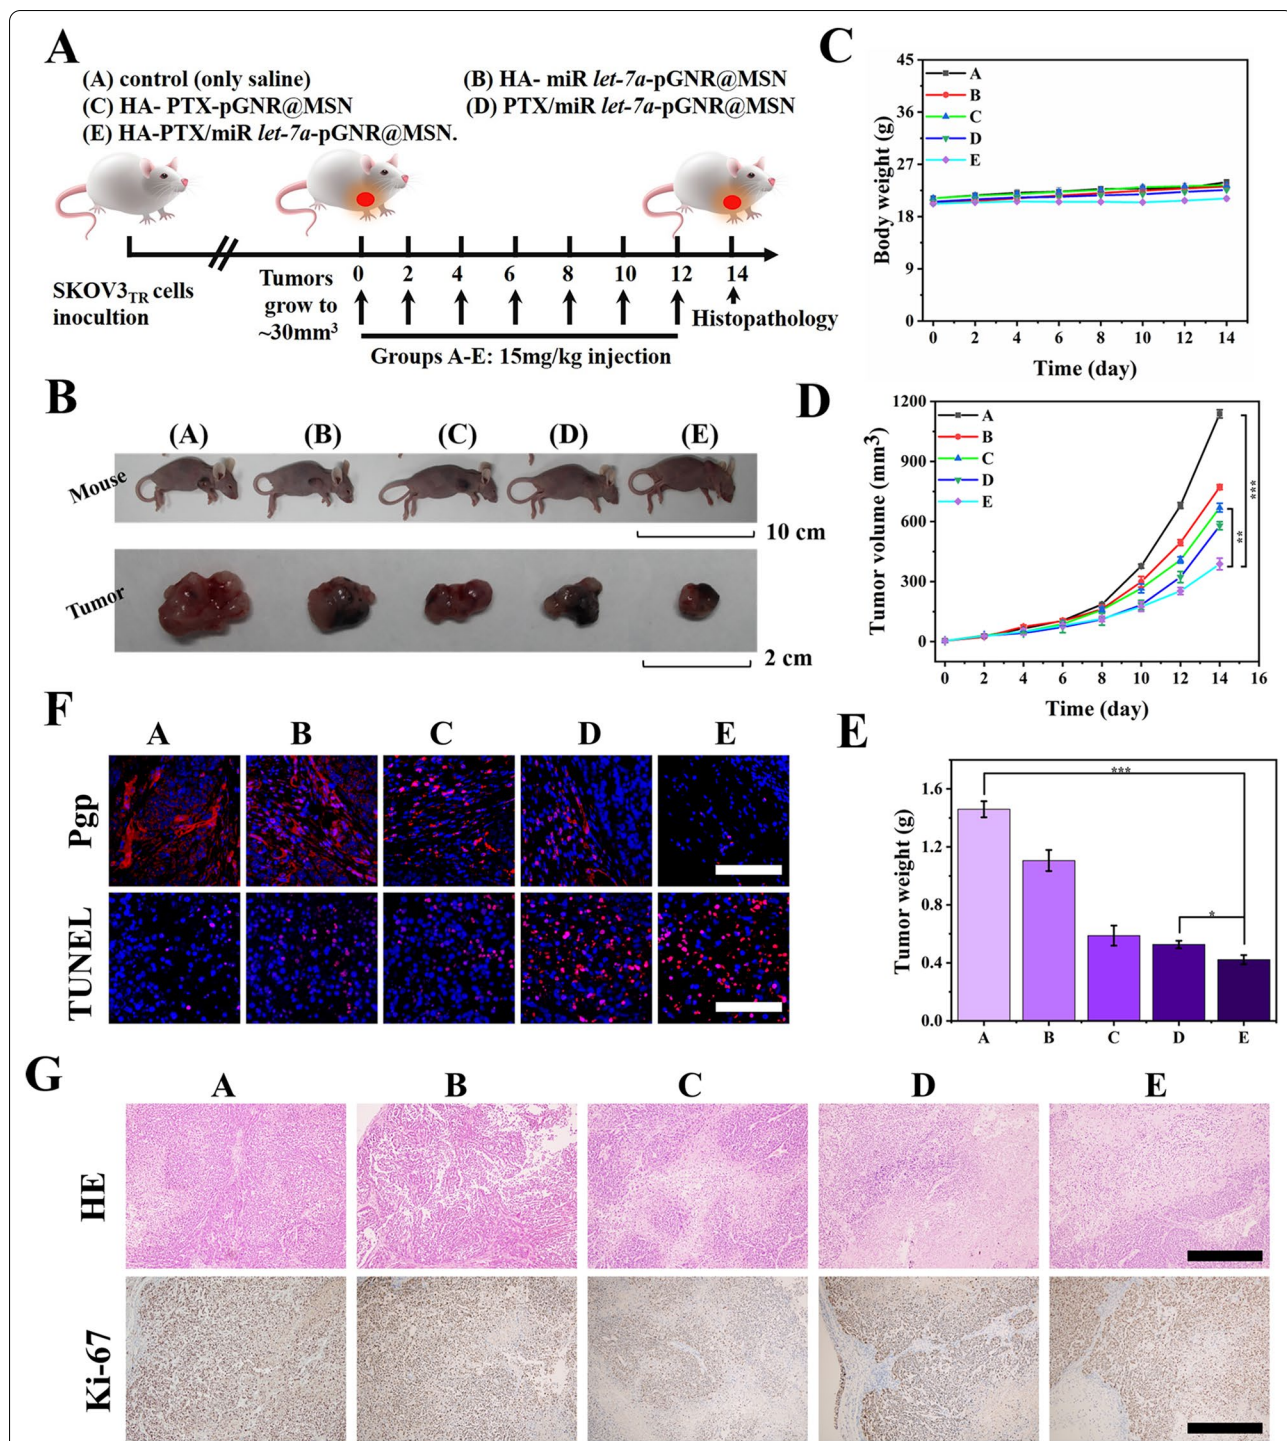 A
(A) control (only saline)
(B) HA- miR let-7a-pGNR@MSN
(C) HA- PTX-pGNR@MSN
(D) PTX/miR let-7a-pGNR@MSN
(E) HA-PTX/miR let-7a-pGNR@MSN.
SKOV3TR cells
inocultion
Tumors
grow to
~30mm³
0 2 4 6 8 10 12 14
Histopathology
Groups A-E: 15mg/kg injection
B
(A) (B) (C) (D) (E)
Mouse
10 cm
Tumor
2 cm
C
Body weight (g)
45
36
27
18
9
0
A
B
C
D
E
0 2 4 6 8 10 12 14
Time (day)
D
Tumor volume (mm³)
1200
900
600
300
0
A
B
C
D
E
***
**
0 2 4 6 8 10 12 14 16
Time (day)
F
A B C D E
Pgp
TUNEL
E
Tumor weight (g)
1.6
1.2
0.8
0.4
0.0
***
*
A B C D E
G
A B C D E
HE
Ki-67